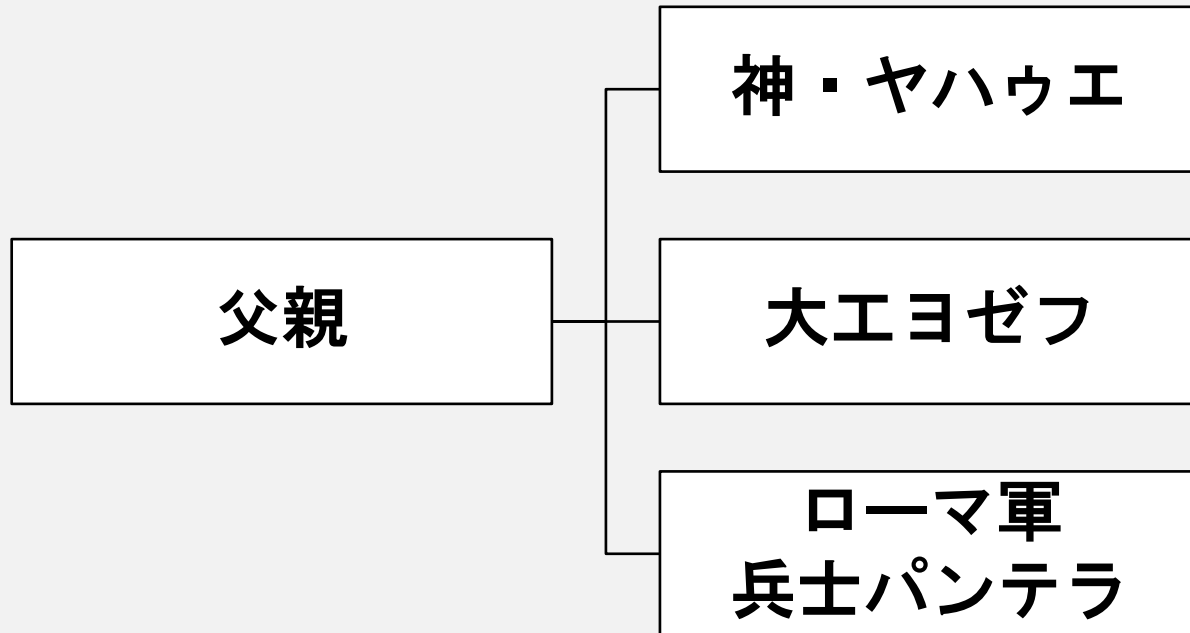 父親
神・ヤハゥエ
大工ヨゼフ
ローマ軍
兵士パンテラ